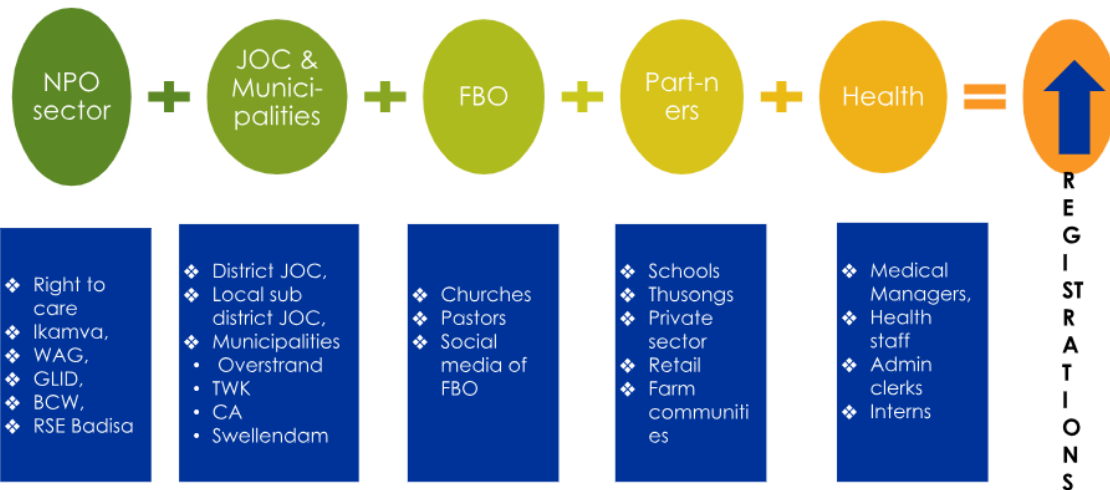 NPO
sector
+
JOC &
Munici-
palities
+
FBO
+
Part-n
ers
+
Health
=
❖ Right to
care
❖ Ikamva,
❖ WAG,
❖ GLID,
❖ BCW,
❖ RSE Badisa
❖ District JOC,
❖ Local sub
district JOC,
❖ Municipalities
• Overstrand
• TWK
• CA
• Swellendam
❖ Churches
❖ Pastors
❖ Social
media of
FBO
❖ Schools
❖ Thusongs
❖ Private
sector
❖ Retail
❖ Farm
communiti
es
❖ Medical
Managers,
❖ Health
staff
❖ Admin
clerks
❖ Interns
R
E
G
I
ST
R
A
T
I
O
N
S